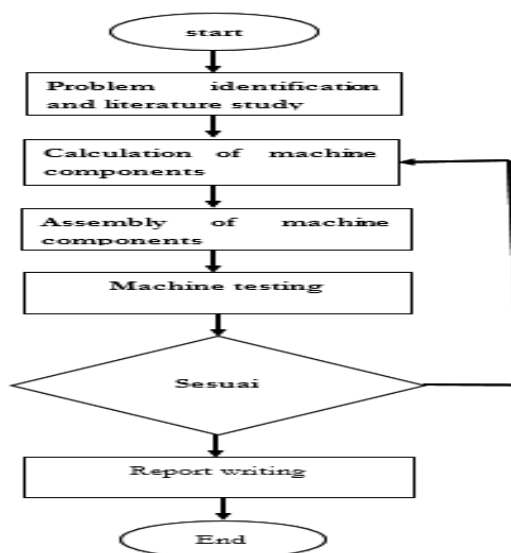 start
Problem identification
and literature study
Calculation of machine
components
Assembly of machine
components
Machine testing
Sesuai
Report writing
End